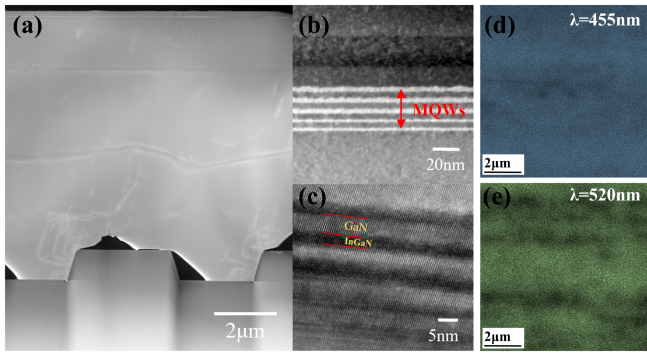 (a)
2μm
(b)
MQWs
20nm
(c)
GaN
InGaN
5nm
(d)
λ=455nm
2μm
(e)
λ=520nm
2μm